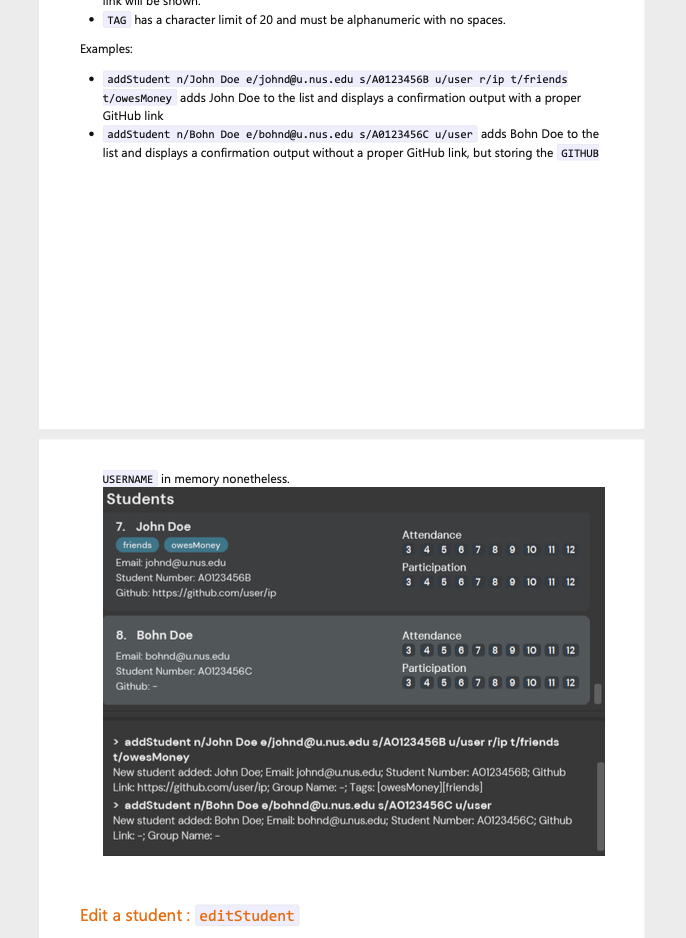 link will be shown.
• TAG has a character limit of 20 and must be alphanumeric with no spaces.
Examples:
• addStudent n/John Doe e/johnd@u.nus.edu s/A0123456B u/user r/ip t/friends
t/owesMoney adds John Doe to the list and displays a confirmation output with a proper
GitHub link
• addStudent n/Bohn Doe e/bohnd@u.nus.edu s/A0123456C u/user adds Bohn Doe to the
list and displays a confirmation output without a proper GitHub link, but storing the GITHUB
USERNAME in memory nonetheless.
Students
7. John Doe
friends owesMoney
Email: johnd@u.nus.edu
Student Number: A0123456B
Github: https://github.com/user/ip
Attendance
3 4 5 6 7 8 9 10 11 12
Participation
3 4 5 6 7 8 9 10 11 12
8. Bohn Doe
Email: bohnd@u.nus.edu
Student Number: A0123456C
Github: -
Attendance
3 4 5 6 7 8 9 10 11 12
Participation
3 4 5 6 7 8 9 10 11 12
> addStudent n/John Doe e/johnd@u.nus.edu s/A0123456B u/user r/ip t/friends
t/owesMoney
New student added: John Doe; Email: johnd@u.nus.edu; Student Number: A0123456B; Github
Link: https://github.com/user/ip; Group Name: -; Tags: [owesMoney][friends]
> addStudent n/Bohn Doe e/bohnd@u.nus.edu s/A0123456C u/user
New student added: Bohn Doe; Email: bohnd@u.nus.edu; Student Number: A0123456C; Github
Link: -; Group Name: -
Edit a student : editStudent